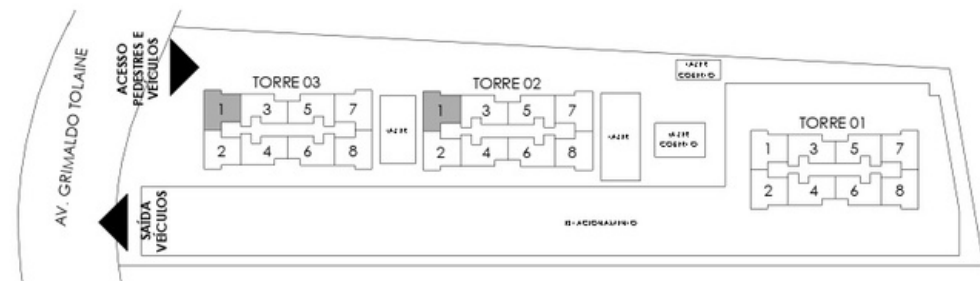 AV. GRIMALDO TOLAINE
ACESSO
PEDESTRES E
VEÍCULOS
SAÍDA
VEÍCULOS
TORRE 03
1 3 5 7
2 4 6 8
TORRE 02
1 3 5 7
2 4 6 8
TORRE 01
1 3 5 7
2 4 6 8